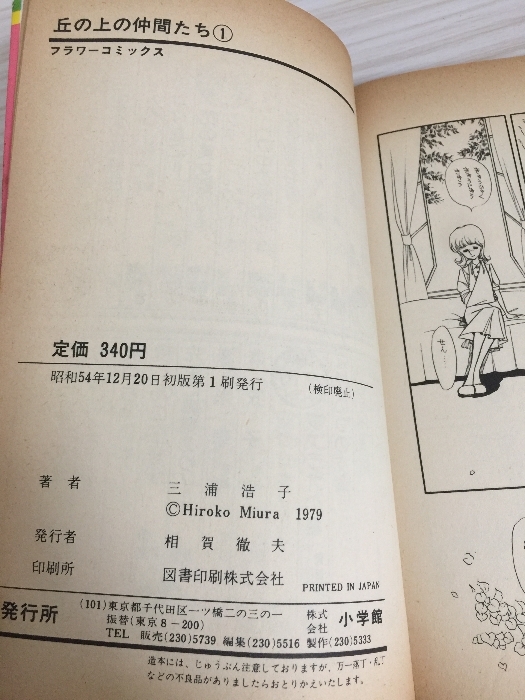 丘の上の仲間たち①
フラワーコミックス
定価 340円
昭和54年12月20日初版第1刷発行
(検印廃止)
著者 三浦浩子
©Hiroko Miura 1979
発行者 相賀徹夫
印刷所 図書印刷株式会社
PRINTED IN JAPAN
発行所 (101)東京都千代田区一ツ橋二の三の一 株式会社 小学館
振替(東京8-200)
TEL 販売(230)5739 編集(230)5516 製作(230)5333
造本には、じゅうぶん注意しておりますが、万一落丁・乱丁
などの不良品がありましたらおとりかえいたします。
せん…